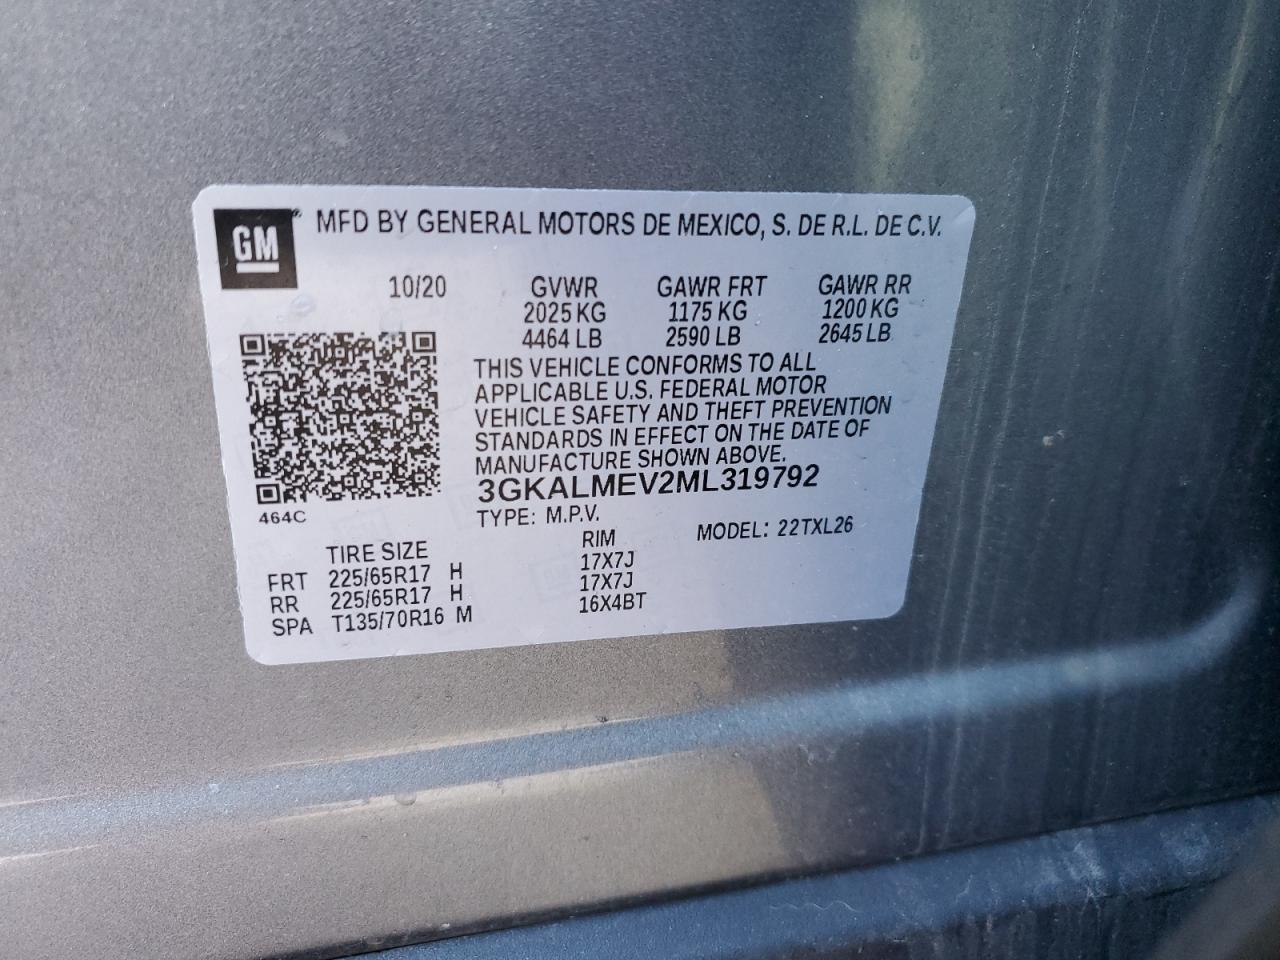 GM
MFD BY GENERAL MOTORS DE MEXICO, S. DE R.L. DE C.V.
10/20 GVWR GAWR FRT GAWR RR
2025 KG 1175 KG 1200 KG
4464 LB 2590 LB 2645 LB
THIS VEHICLE CONFORMS TO ALL
APPLICABLE U.S. FEDERAL MOTOR
VEHICLE SAFETY AND THEFT PREVENTION
STANDARDS IN EFFECT ON THE DATE OF
MANUFACTURE SHOWN ABOVE.
3GKALMEV2ML319792
464C
TYPE: M.P.V. MODEL: 22TXL26
TIRE SIZE RIM
FRT 225/65R17 H 17X7J
RR 225/65R17 H 17X7J
SPA T135/70R16 M 16X4BT